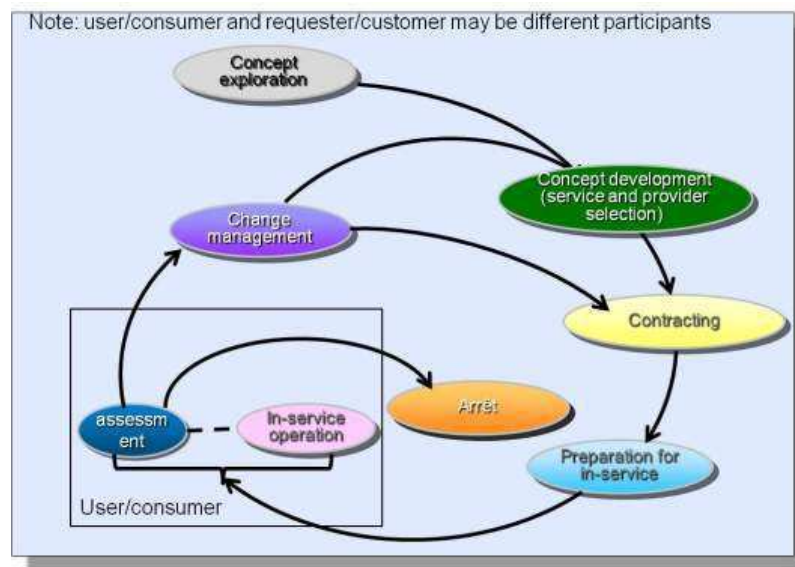 Note: user/consumer and requester/customer may be different participants
Concept
exploration
Concept development
(service and provider
selection)
Change
management
Contracting
assessm
ent
In-service
operation
Arrêt
Preparation for
in-service
User/consumer